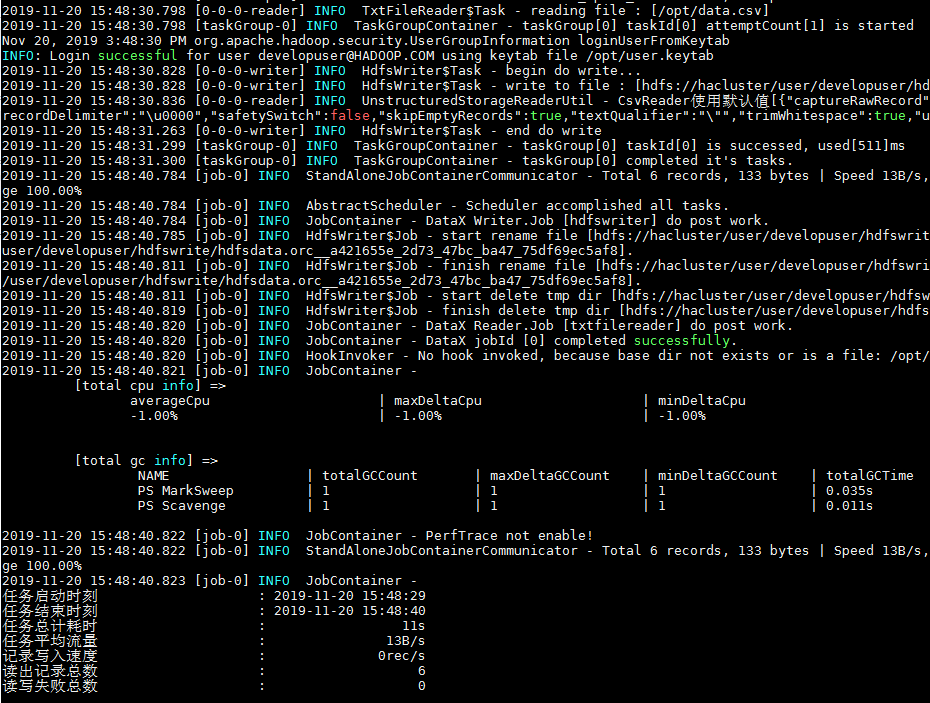 2019-11-20 15:48:30.798 [0-0-0-reader] INFO  TxtFileReader$Task - reading file : [/opt/data.csv]
2019-11-20 15:48:30.824 [taskGroup-0] INFO  TaskGroupContainer - taskGroup[0] taskId[0] attemptCount[1] is started
Nov 20, 2019 3:48:30 PM org.apache.hadoop.security.UserGroupInformation loginUserFromKeytab
INFO: Login successful for user developuser@HADOOP.COM using keytab file /opt/user.keytab
2019-11-20 15:48:30.828 [0-0-0-writer] INFO  HdfsWriter$Task - begin do write...
2019-11-20 15:48:30.828 [0-0-0-writer] INFO  HdfsWriter$Task - write to file : [hdfs://hacluster/user/developuser/hd
2019-11-20 15:48:30.836 [0-0-0-reader] INFO  UnstructuredStorageReaderUtil - CsvReader使用默认值[{"captureRawRecord"
recordDelimiter":"\u0000","safetySwitch":false,"skipEmptyRecords":true,"textQualifier":"\"","trimWhitespace":true,"u
2019-11-20 15:48:31.263 [0-0-0-writer] INFO  HdfsWriter$Task - end do write
2019-11-20 15:48:31.299 [taskGroup-0] INFO  TaskGroupContainer - taskGroup[0] taskId[0] is successed, used[511]ms
2019-11-20 15:48:31.300 [taskGroup-0] INFO  TaskGroupContainer - taskGroup[0] completed it's tasks.
2019-11-20 15:48:40.784 [job-0] INFO  StandAloneJobContainerCommunicator - Total 6 records, 133 bytes | Speed 13B/s,
ge 100.00%
2019-11-20 15:48:40.784 [job-0] INFO  AbstractScheduler - Scheduler accomplished all tasks.
2019-11-20 15:48:40.784 [job-0] INFO  JobContainer - DataX Writer.Job [hdfswriter] do post work.
2019-11-20 15:48:40.785 [job-0] INFO  HdfsWriter$Job - start rename file [hdfs://hacluster/user/developuser/hdfswrit
user/developuser/hdfswrite/hdfsdata.orc__a421655e_2d73_47bc_ba47_75df69ec5af8].
2019-11-20 15:48:40.811 [job-0] INFO  HdfsWriter$Job - finish rename file [hdfs://hacluster/user/developuser/hdfswri
/user/developuser/hdfswrite/hdfsdata.orc__a421655e_2d73_47bc_ba47_75df69ec5af8].
2019-11-20 15:48:40.811 [job-0] INFO  HdfsWriter$Job - start delete tmp dir [hdfs://hacluster/user/developuser/hdfsw
2019-11-20 15:48:40.819 [job-0] INFO  HdfsWriter$Job - finish delete tmp dir [hdfs://hacluster/user/developuser/hdfs
2019-11-20 15:48:40.820 [job-0] INFO  JobContainer - DataX Reader.Job [txtfilereader] do post work.
2019-11-20 15:48:40.820 [job-0] INFO  JobContainer - DataX jobId [0] completed successfully.
2019-11-20 15:48:40.820 [job-0] INFO  HookInvoker - No hook invoked, because base dir not exists or is a file: /opt/
2019-11-20 15:48:40.821 [job-0] INFO  JobContainer -
[total cpu info] =>
averageCpu | maxDeltaCpu | minDeltaCpu
-1.00% | -1.00% | -1.00%
[total gc info] =>
NAME | totalGCCount | maxDeltaGCCount | minDeltaGCCount | totalGCTime
PS MarkSweep | 1 | 1 | 1 | 0.035s
PS Scavenge | 1 | 1 | 1 | 0.011s
2019-11-20 15:48:40.822 [job-0] INFO  JobContainer - PerfTrace not enable!
2019-11-20 15:48:40.822 [job-0] INFO  StandAloneJobContainerCommunicator - Total 6 records, 133 bytes | Speed 13B/s,
ge 100.00%
2019-11-20 15:48:40.823 [job-0] INFO  JobContainer -
任务启动时刻 : 2019-11-20 15:48:29
任务结束时刻 : 2019-11-20 15:48:40
任务总计耗时 : 11s
任务平均流量 : 13B/s
记录写入速度 : 0rec/s
读出记录总数 : 6
读写失败总数 : 0